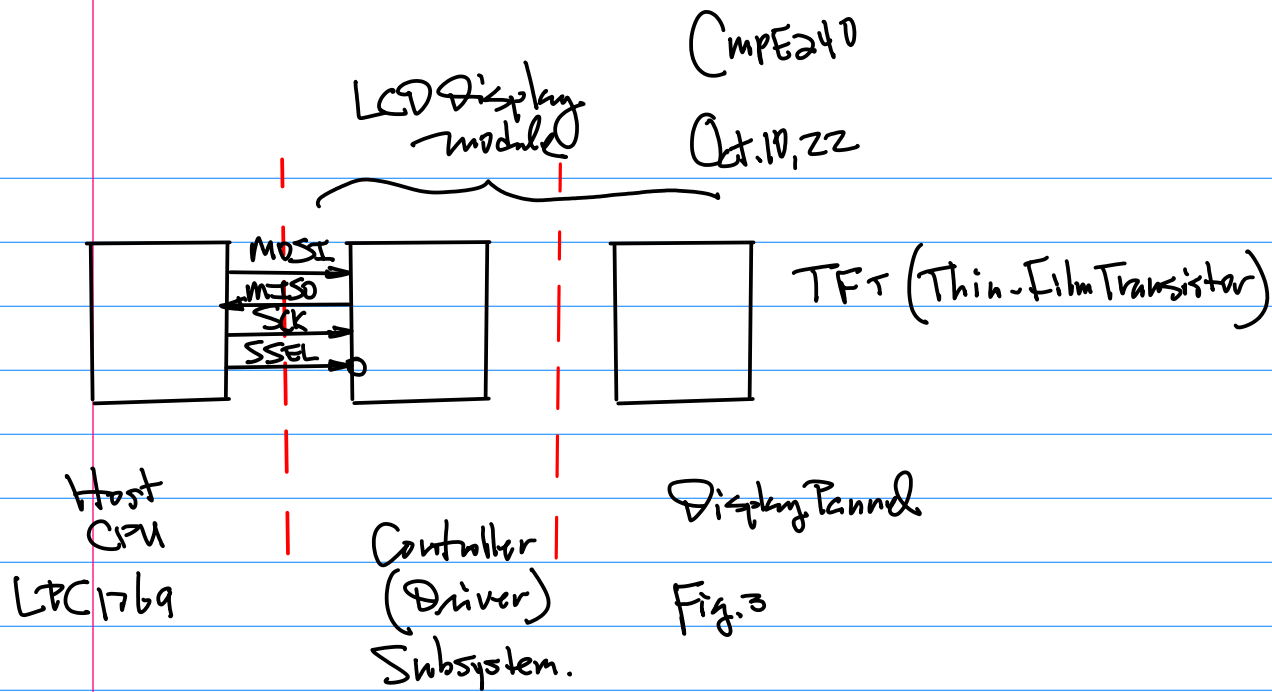 CmpE240
Oct.10,22
LCD Display
module
MOSI
MISO
SCK
SSEL
TFT (Thin-Film Transistor)
Host
CPU
LPC1769
Controller
(Driver)
Subsystem.
Display Pannel
Fig.3